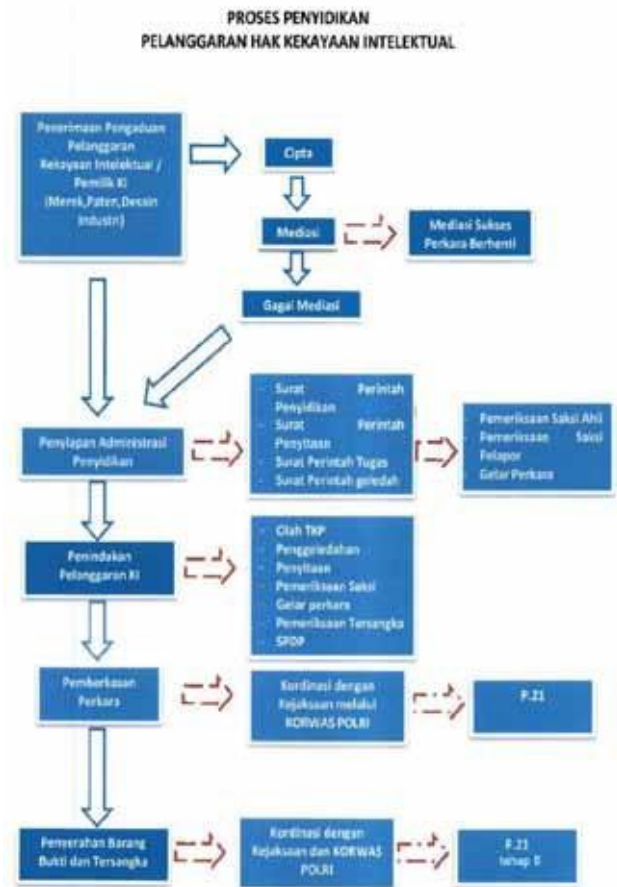 PROSES PENYIDIKAN
PELANGGARAN HAK KEKAYAAN INTELEKTUAL
Penerimaan Pengaduan
Pelanggaran
Kekayaan Intelektual /
Pemilik KI
(Merek,Paten,Desain
Industri)
Cipta
Mediasi
Mediasi Sukses
Perkara Berhenti
Gagal Mediasi
Penyiapan Administrasi
Penyidikan
- Surat Perintah
Penyidikan
- Surat Perintah
Penyitaan
- Surat Perintah Tugas
- Surat Perintah geledah
- Pemeriksaan Saksi Ahli
- Pemeriksaan Saksi
Pelapor
- Gelar Perkara
Penindakan
Pelanggaran KI
- Olah TKP
- Penggeledahan
- Penyitaan
- Pemeriksaan Saksi
- Gelar perkara
- Pemeriksaan Tersangka
- SPDP
Pemberkasan
Perkara
Kordinasi dengan
Kejaksaan melalui
KORWAS POLRI
P.21
Penyerahan Barang
Bukti dan Tersangka
Kordinasi dengan
Kejaksaan dan KORWAS
POLRI
P.21
tahap II